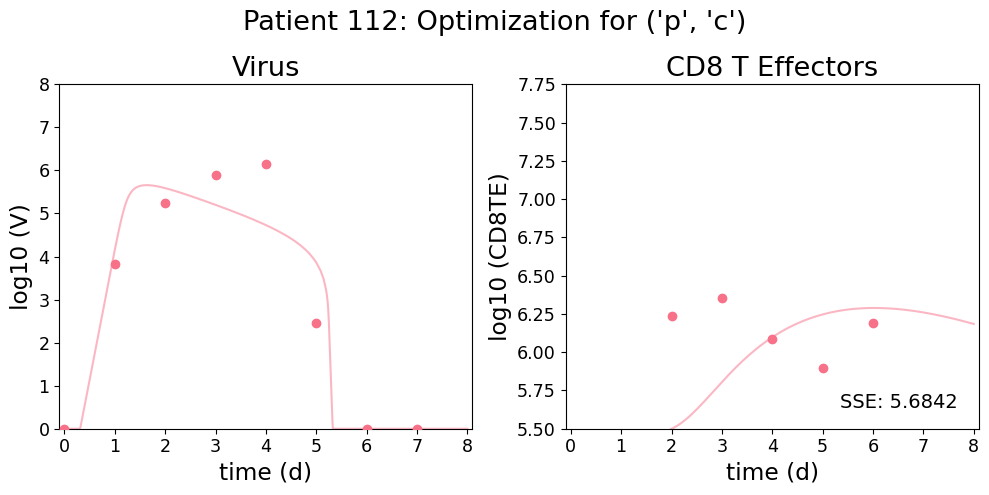 Patient 112: Optimization for ('p', 'c')
Virus
CD8 T Effectors
log10 (V)
8
7
6
5
4
3
2
1
0
0 1 2 3 4 5 6 7 8
time (d)
log10 (CD8TE)
7.75
7.50
7.25
7.00
6.75
6.50
6.25
6.00
5.75
5.50
SSE: 5.6842
0 1 2 3 4 5 6 7 8
time (d)